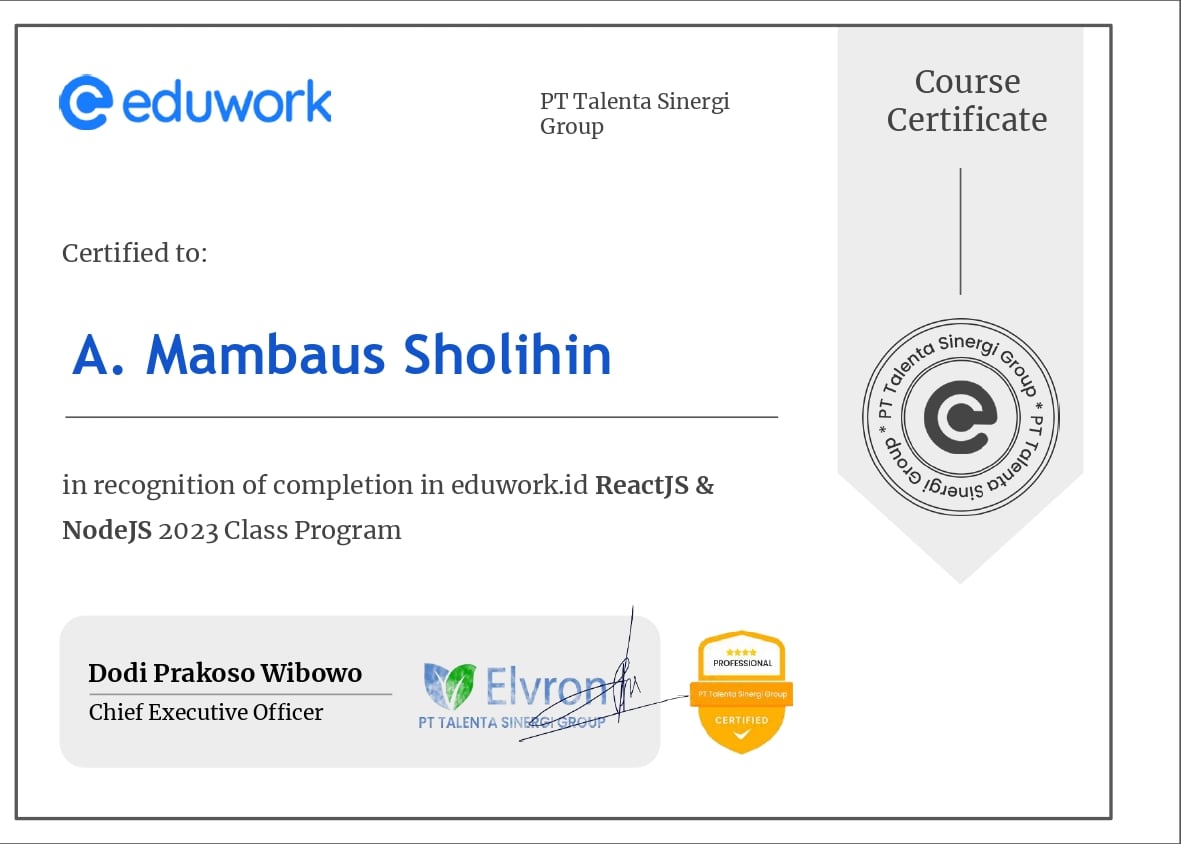 eduwork
PT Talenta Sinergi
Group
Course
Certificate
Certified to:
A. Mambaus Sholihin
in recognition of completion in eduwork.id ReactJS &
NodeJS 2023 Class Program
* PT Talenta Sinergi Group * PT Talenta Sinergi Group
Dodi Prakoso Wibowo
Chief Executive Officer
Elvron
PT TALENTA SINERGI GROUP
PROFESSIONAL
PT Talenta Sinergi Group
CERTIFIED